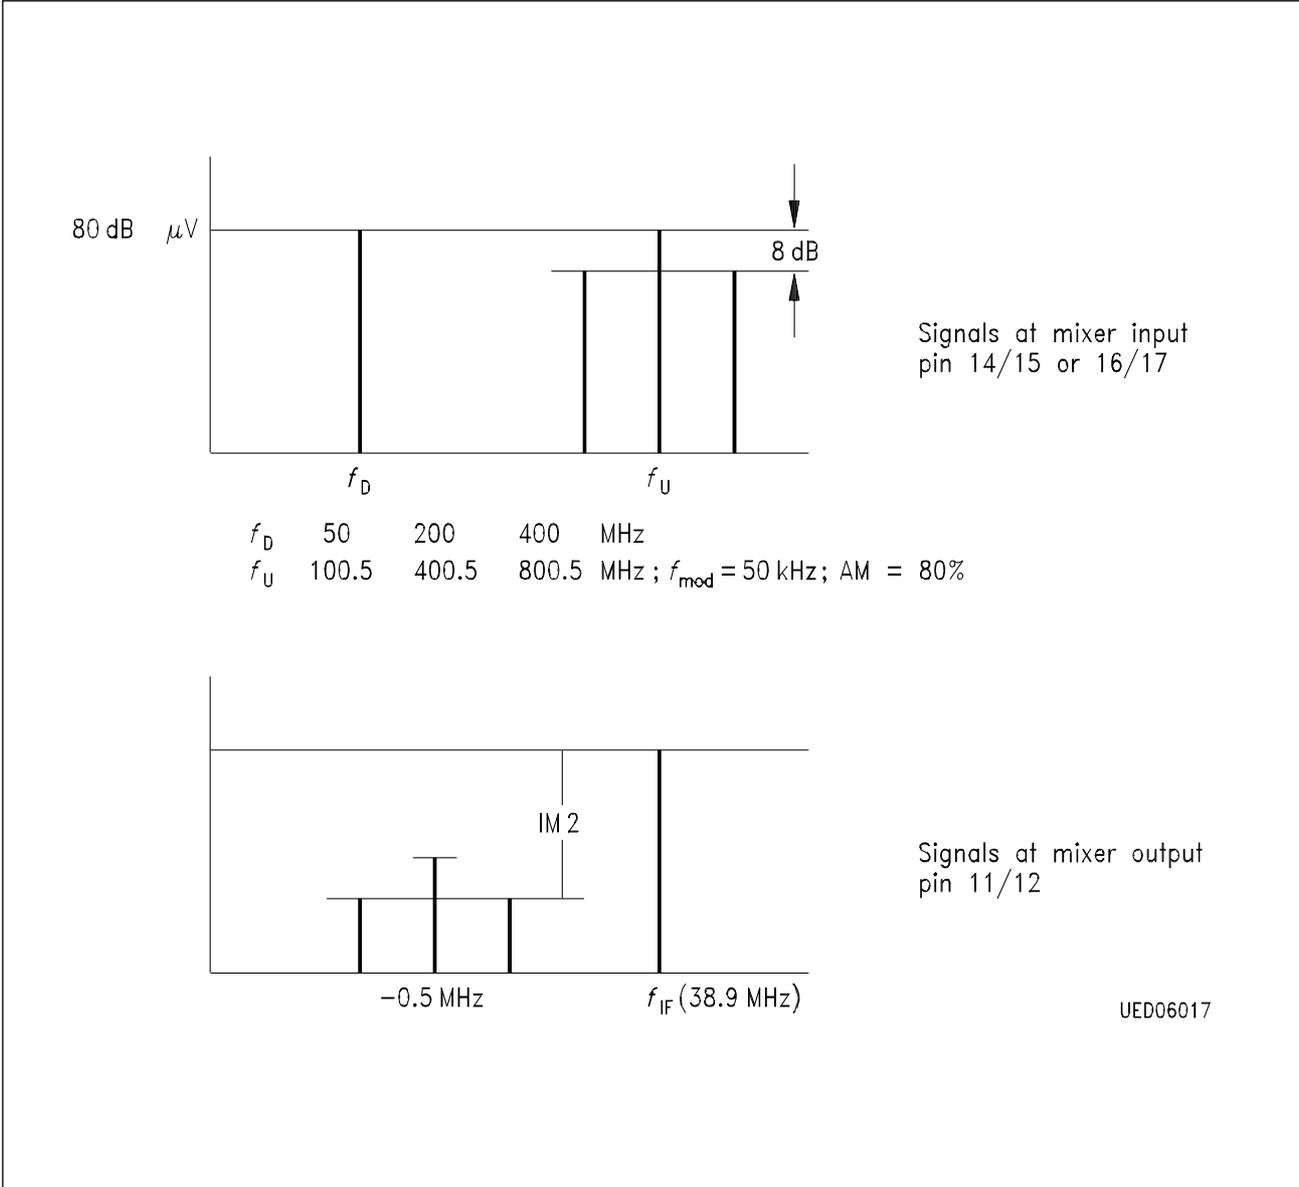 80 dB µV
8 dB
Signals at mixer input
pin 14/15 or 16/17
f D f U
f D 50 200 400 MHz
f U 100.5 400.5 800.5 MHz ; f mod = 50 kHz ; AM = 80%
IM 2
Signals at mixer output
pin 11/12
−0.5 MHz f IF (38.9 MHz)
UED06017